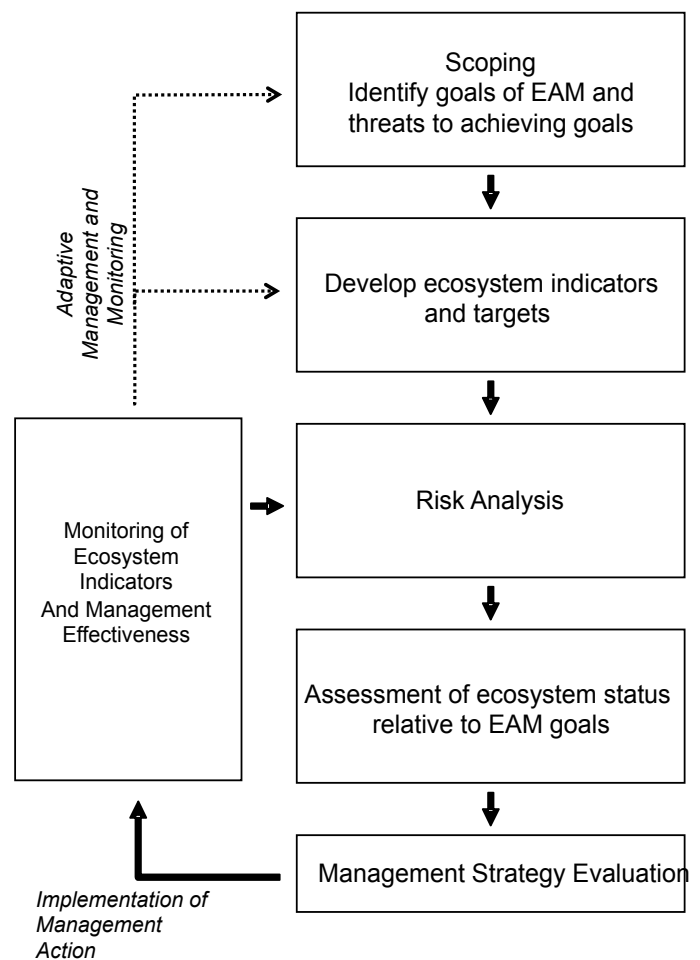 Scoping
Identify goals of EAM and
threats to achieving goals
Adaptive
Management and
Monitoring
Develop ecosystem indicators
and targets
Risk Analysis
Monitoring of
Ecosystem
Indicators
And Management
Effectiveness
Assessment of ecosystem status
relative to EAM goals
Management Strategy Evaluation
Implementation of
Management
Action